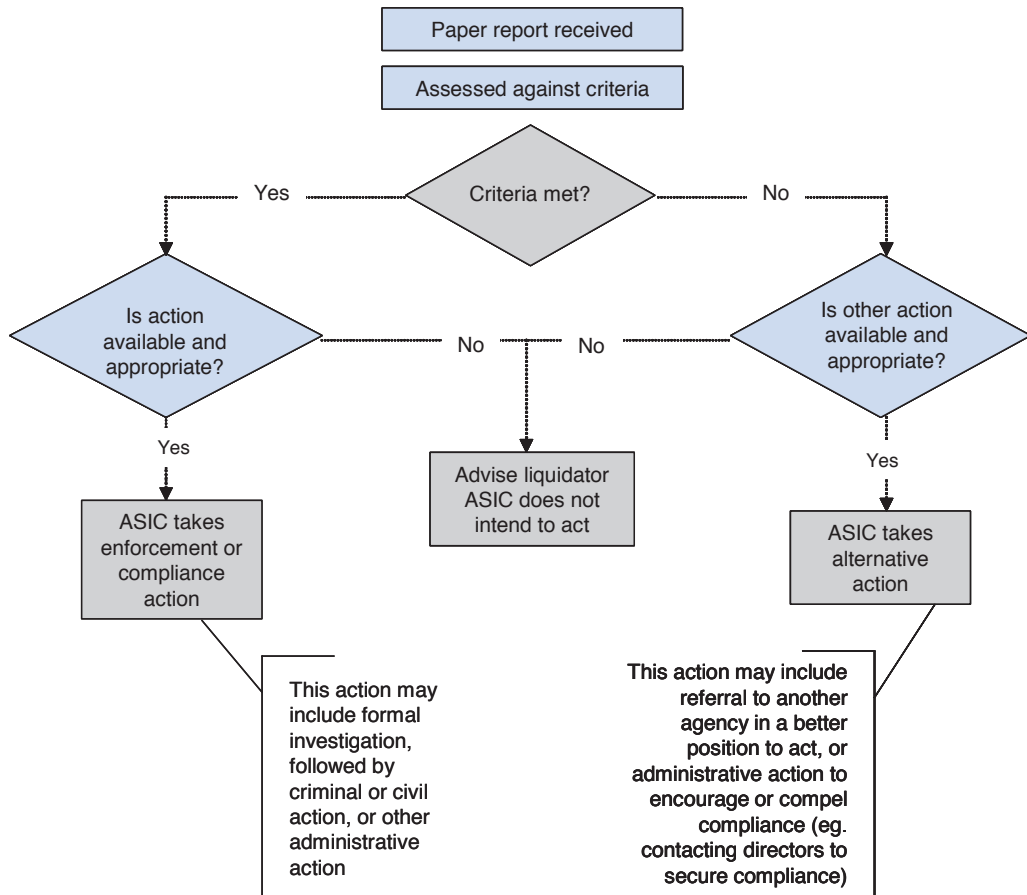 Paper report received
Assessed against criteria
Criteria met?
Yes
No
Is action
available and
appropriate?
No
No
Is other action
available and
appropriate?
Yes
Advise liquidator
ASIC does not
intend to act
Yes
ASIC takes
enforcement or
compliance
action
ASIC takes
alternative
action
This action may
include formal
investigation,
followed by
criminal or civil
action, or other
administrative
action
This action may include
referral to another
agency in a better
position to act, or
administrative action to
encourage or compel
compliance (eg.
contacting directors to
secure compliance)